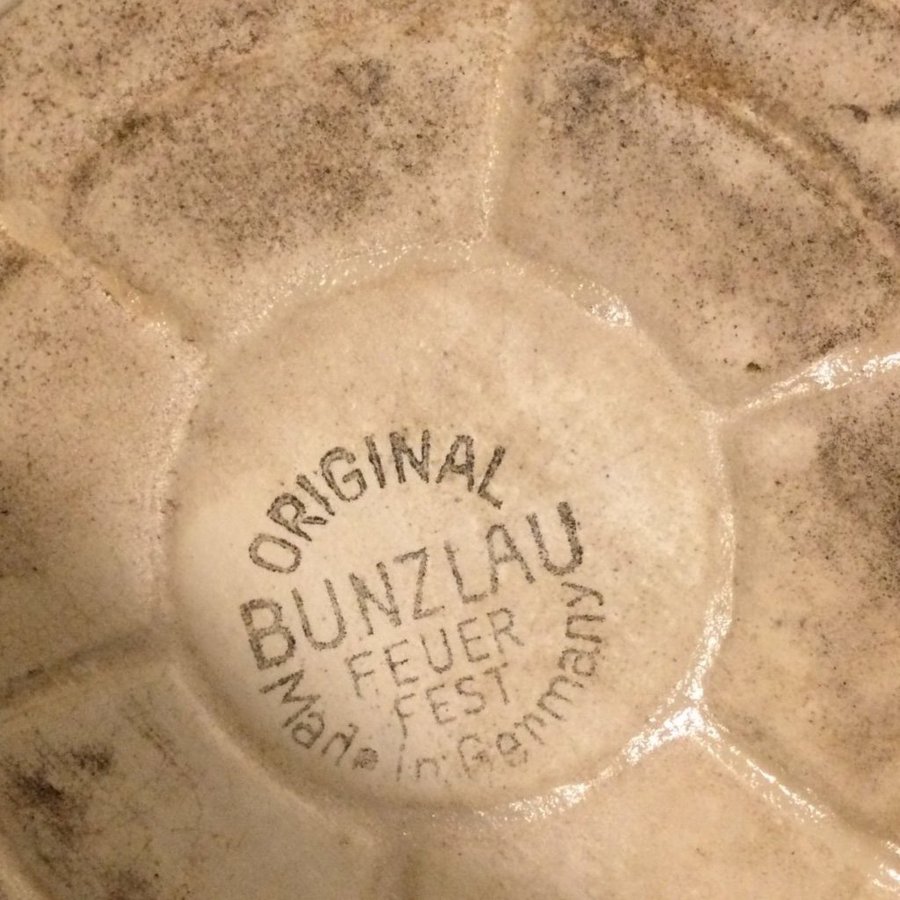 ORIGINAL
BUNZLAU
FEUER
FEST
Made in Germany